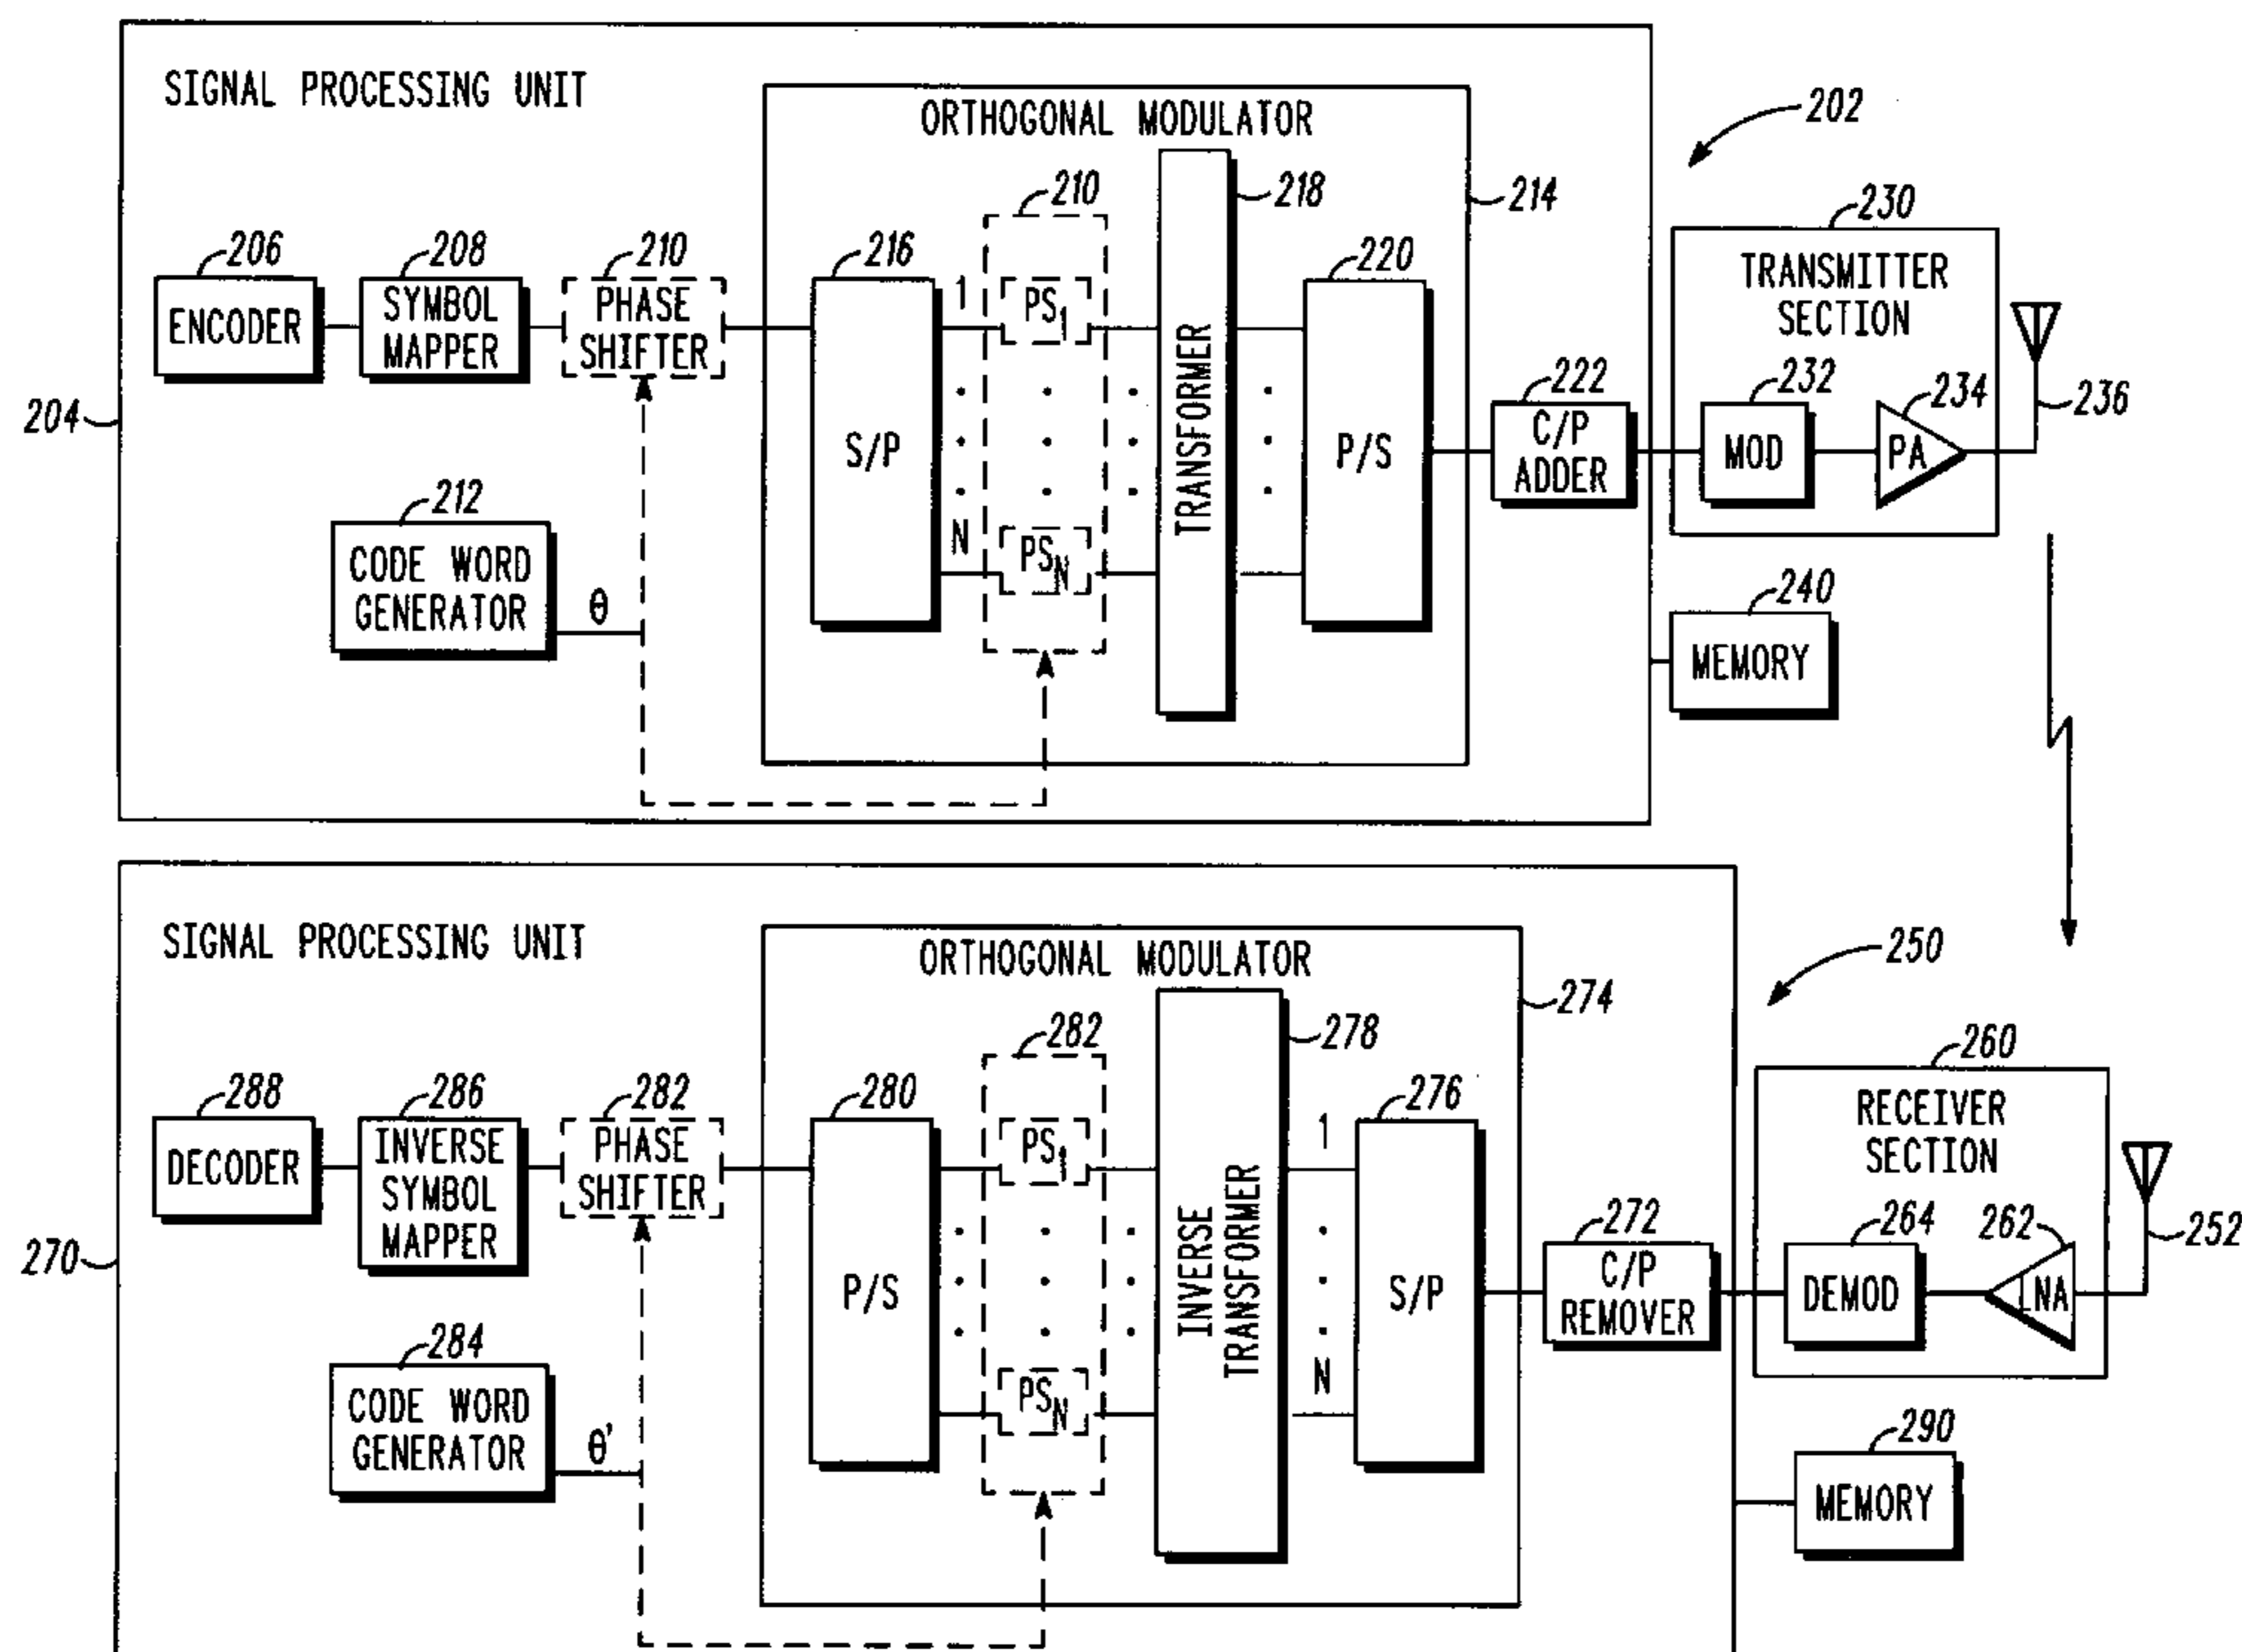 SIGNAL PROCESSING UNIT
ORTHOGONAL MODULATOR
202
210
218
214
230
206
208
210
216
220
TRANSMITTER
SECTION
ENCODER
SYMBOL
MAPPER
PHASE
SHIFTER
1
PS1
TRANSFORMER
222
232
234
236
204
S/P
P/S
C/P
ADDER
MOD
PA
212
N
PSN
CODE WORD
GENERATOR
θ
240
MEMORY
SIGNAL PROCESSING UNIT
ORTHOGONAL MODULATOR
250
274
282
278
260
288
286
282
280
276
RECEIVER
SECTION
DECODER
INVERSE
SYMBOL
MAPPER
PHASE
SHIFTER
PS1
INVERSE
TRANSFORMER
1
272
264
262
252
270
P/S
S/P
C/P
REMOVER
DEMOD
LNA
284
PSN
N
CODE WORD
GENERATOR
θ'
290
MEMORY